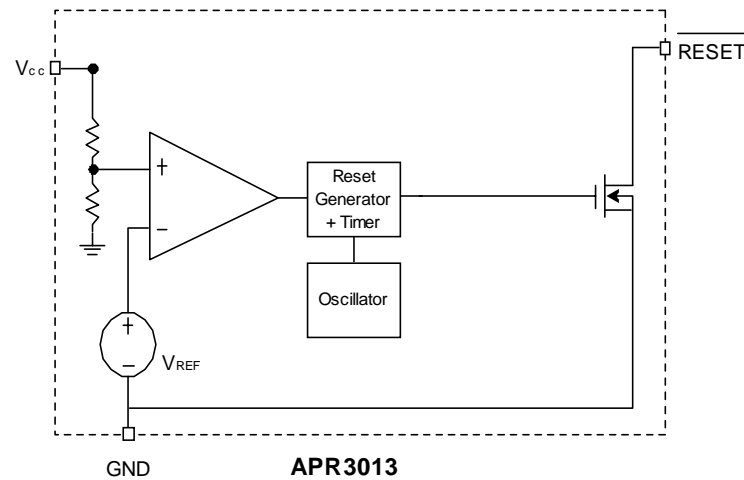 RESET
Vcc
+
−
Reset
Generator
+ Timer
Oscillator
+
−
VREF
GND
APR3013